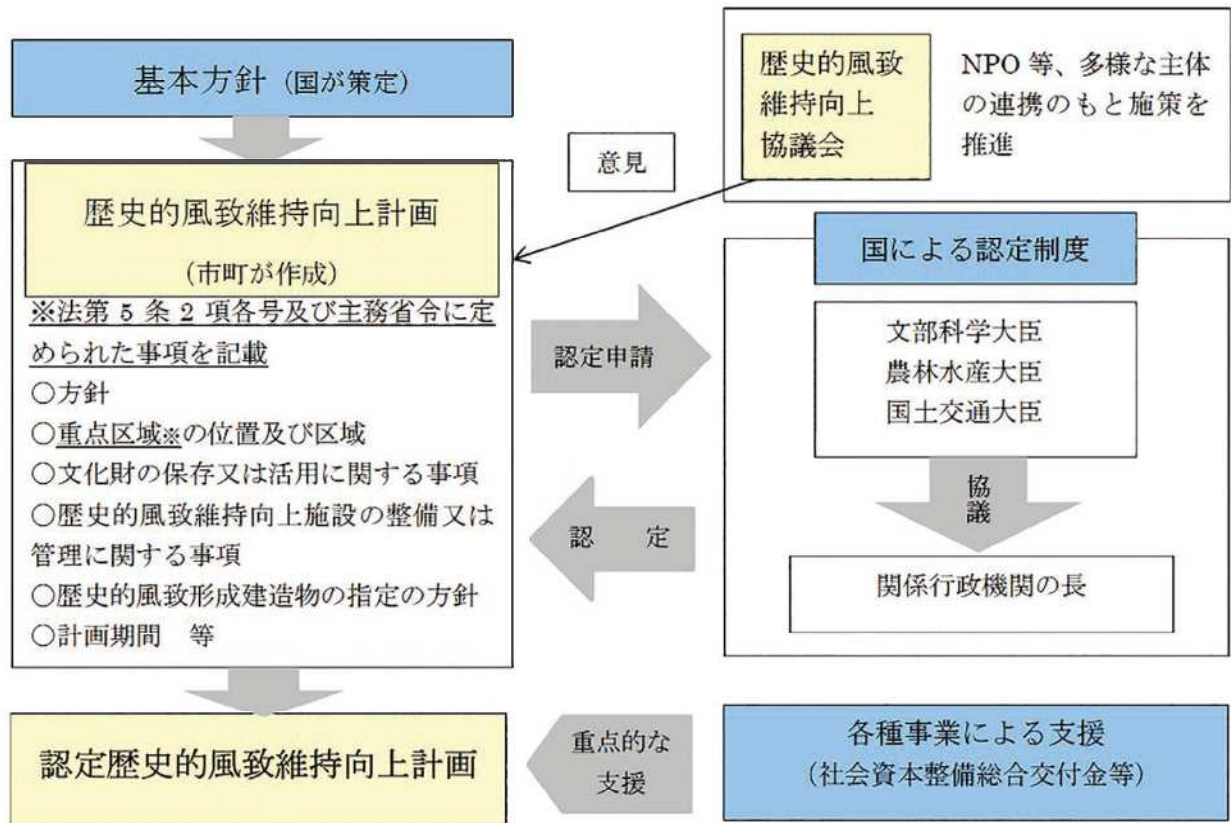 基本方針（国が策定）
歴史的風致維持向上計画
（市町が作成）
※法第 5 条 2 項各号及び主務省令に定
められた事項を記載
○方針
○重点区域※の位置及び区域
○文化財の保存又は活用に関する事項
○歴史的風致維持向上施設の整備又は
管理に関する事項
○歴史的風致形成建造物の指定の方針
○計画期間　等
認定歴史的風致維持向上計画
意見
認定申請
認　定
重点的な
支援
歴史的風致
維持向上
協議会
NPO 等、多様な主体
の連携のもと施策を
推進
国による認定制度
文部科学大臣
農林水産大臣
国土交通大臣
協
議
関係行政機関の長
各種事業による支援
（社会資本整備総合交付金等）